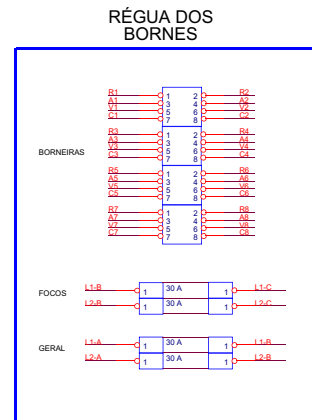 RÉGUA DOS
BORNES
R1 1 2 R2
A1 3 4 A2
V1 5 6 V2
C1 7 8 C2
BORNEIRAS
R3 1 2 R4
A3 3 4 A4
V3 5 6 V4
C3 7 8 C4
R5 1 2 R6
A5 3 4 A6
V5 5 6 V6
C5 7 8 C6
R7 1 2 R8
A7 3 4 A8
V7 5 6 V8
C7 7 8 C8
FOCOS
L1-B 1 30 A 1 L1-C
L2-B 1 30 A 1 L2-C
GERAL
L1-A 1 30 A 1 L1-B
L2-A 1 30 A 1 L2-B